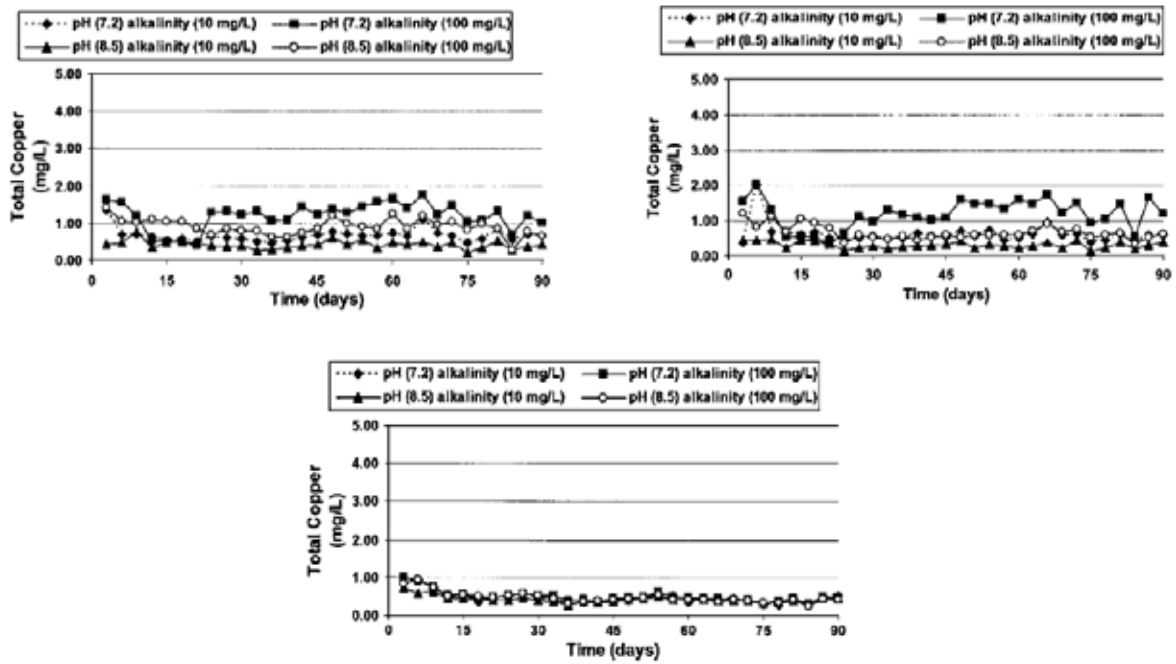 pH (7.2) alkalinity (10 mg/L) pH (7.2) alkalinity (100 mg/L)
pH (8.5) alkalinity (10 mg/L) pH (8.5) alkalinity (100 mg/L)
Total Copper
(mg/L)
5.00
4.00
3.00
2.00
1.00
0.00
0 15 30 45 60 75 90
Time (days)
pH (7.2) alkalinity (10 mg/L) pH (7.2) alkalinity (100 mg/L)
pH (8.5) alkalinity (10 mg/L) pH (8.5) alkalinity (100 mg/L)
Total Copper
(mg/L)
5.00
4.00
3.00
2.00
1.00
0.00
0 15 30 45 60 75 90
Time (days)
pH (7.2) alkalinity (10 mg/L) pH (7.2) alkalinity (100 mg/L)
pH (8.5) alkalinity (10 mg/L) pH (8.5) alkalinity (100 mg/L)
Total Copper
(mg/L)
5.00
4.00
3.00
2.00
1.00
0.00
0 15 30 45 60 75 90
Time (days)